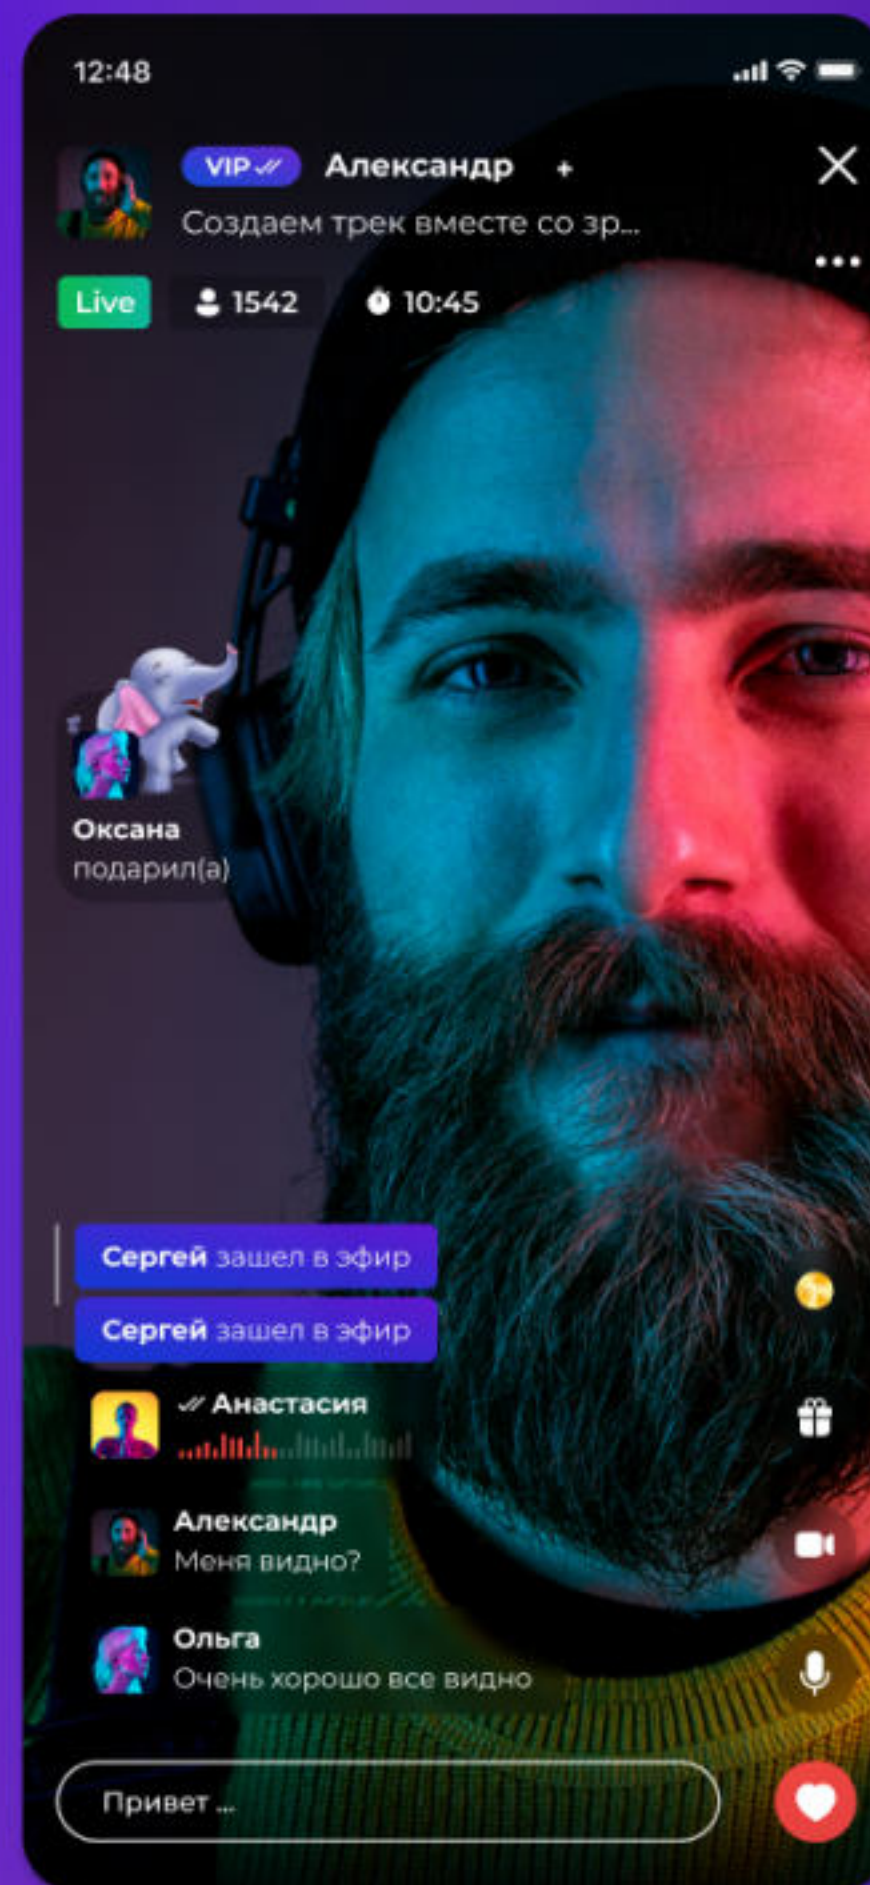 12:48
VIP Александр +
Создаем трек вместе со зр...
Live 1542 10:45
Оксана
подарил(а)
Сергей зашел в эфир
Сергей зашел в эфир
Анастасия
Александр
Меня видно?
Ольга
Очень хорошо все видно
Привет ...